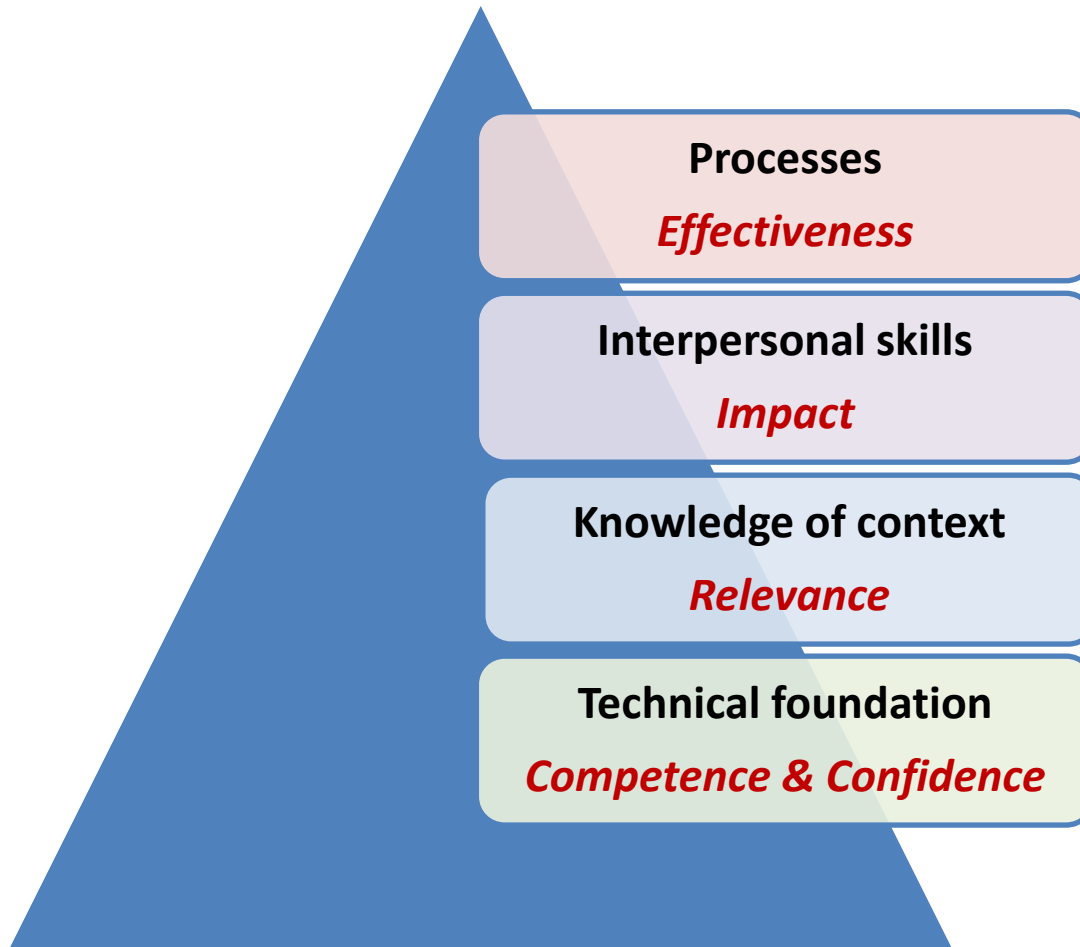 Processes
Effectiveness
Interpersonal skills
Impact
Knowledge of context
Relevance
Technical foundation
Competence & Confidence